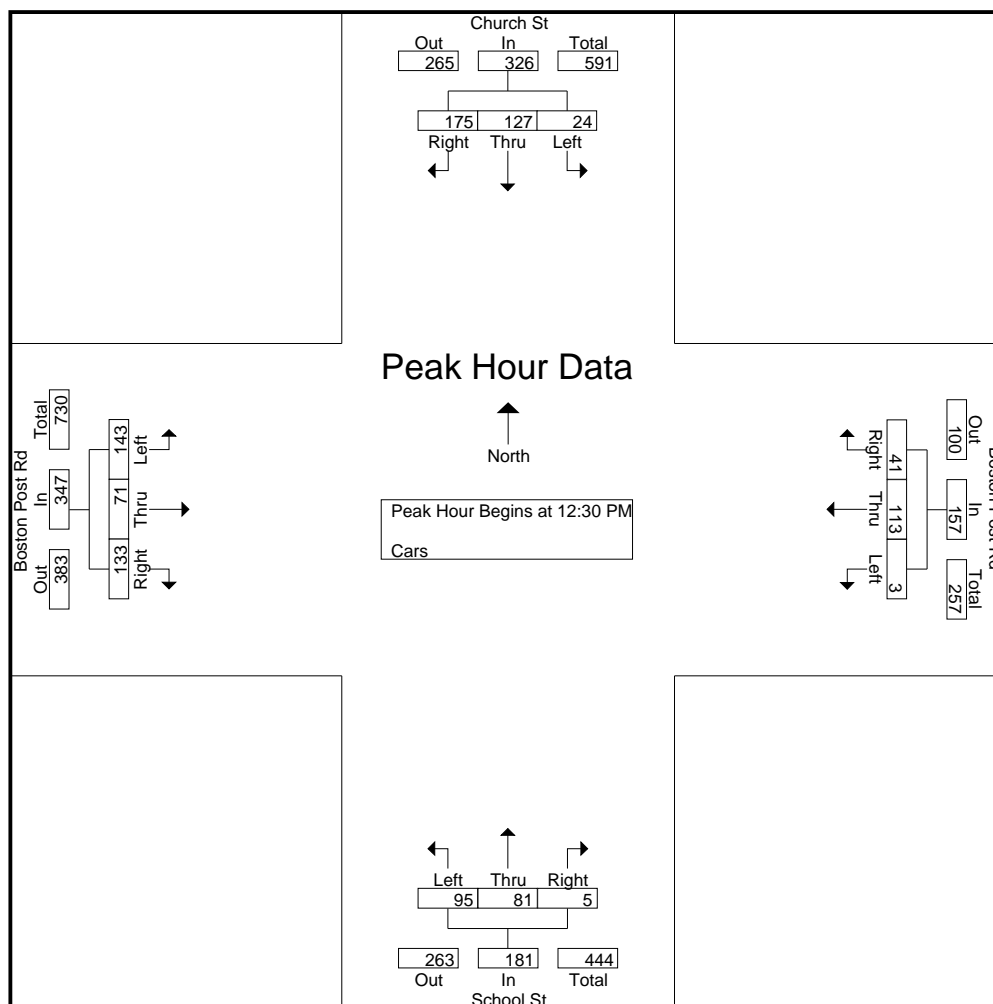 Church St
Out In Total
265 326 591
175 127 24
Right Thru Left
Peak Hour Data
North
Peak Hour Begins at 12:30 PM
Cars
Boston Post Rd
Total In Out
730 347 383
143 71 133
Left Thru Right
Boston Post Rd
Out In Total
100 157 257
41 113 3
Right Thru Left
Left Thru Right
95 81 5
263 181 444
Out In Total
School St